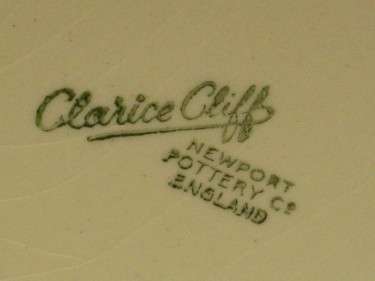 Clarice Cliff
NEWPORT
POTTERY Cº
ENGLAND